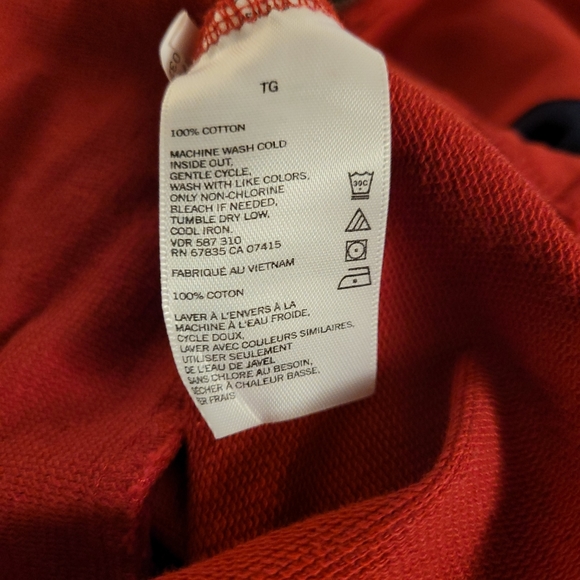 TG
100% COTTON
MACHINE WASH COLD
INSIDE OUT,
GENTLE CYCLE,
WASH WITH LIKE COLORS,
ONLY NON-CHLORINE
BLEACH IF NEEDED,
TUMBLE DRY LOW,
COOL IRON.
VDR 587 310
RN 67835 CA 07415
FABRIQUÉ AU VIETNAM
100% COTON
LAVER À L'ENVERS À LA
MACHINE À L'EAU FROIDE,
CYCLE DOUX,
LAVER AVEC COULEURS SIMILAIRES,
UTILISER SEULEMENT
DE L'EAU DE JAVEL
SANS CHLORE AU BESOIN,
SÉCHER À CHALEUR BASSE,
FRAIS
30C